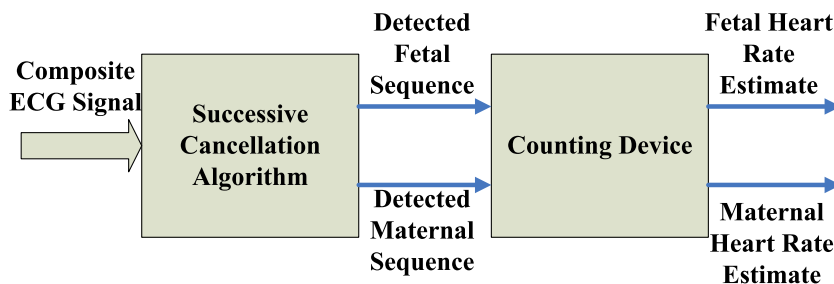 Composite
ECG Signal
Successive
Cancellation
Algorithm
Detected
Fetal
Sequence
Detected
Maternal
Sequence
Counting Device
Fetal Heart
Rate
Estimate
Maternal
Heart Rate
Estimate